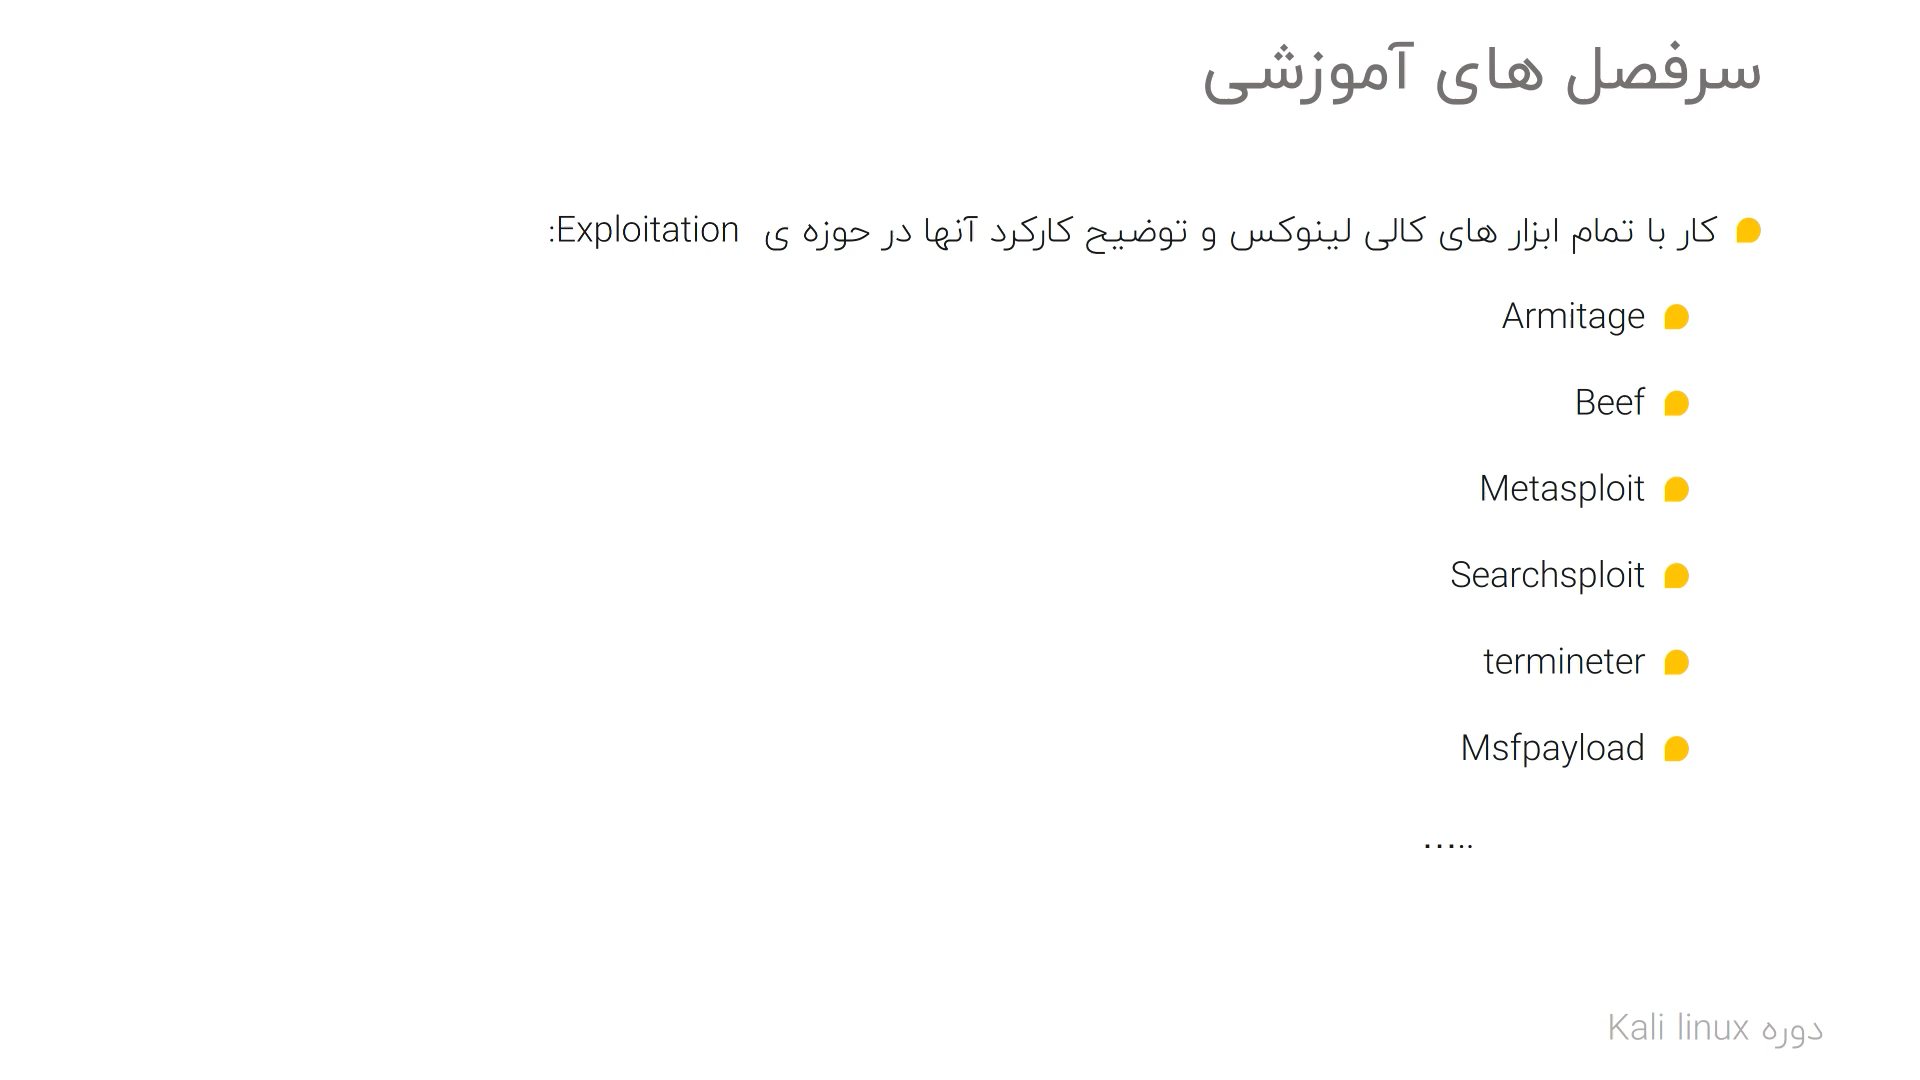 سرفصل های آموزشی
کار با تمام ابزار های کالی لینوکس و توضیح کارکرد آنها در حوزه ی Exploitation:
Armitage
Beef
Metasploit
Searchsploit
termineter
Msfpayload
.....
دوره Kali linux